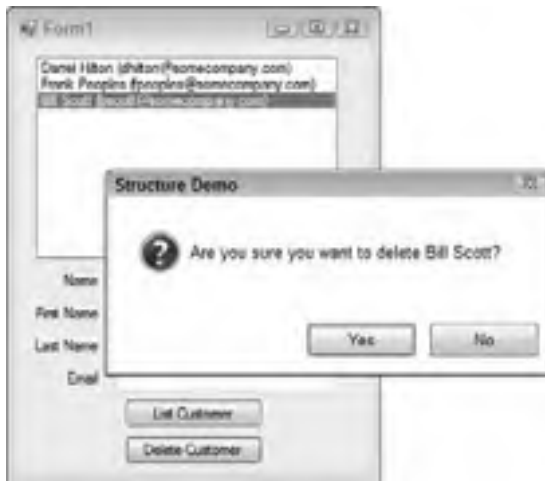 Form1
Darrel Hilton (dhilton@somecompany.com)
Frank Peoples (fpeoples@somecompany.com)
Bill Scott (bscott@somecompany.com)
Structure Demo
Are you sure you want to delete Bill Scott?
Yes
No
Name
First Name
Last Name
Email
List Customer
Delete Customer